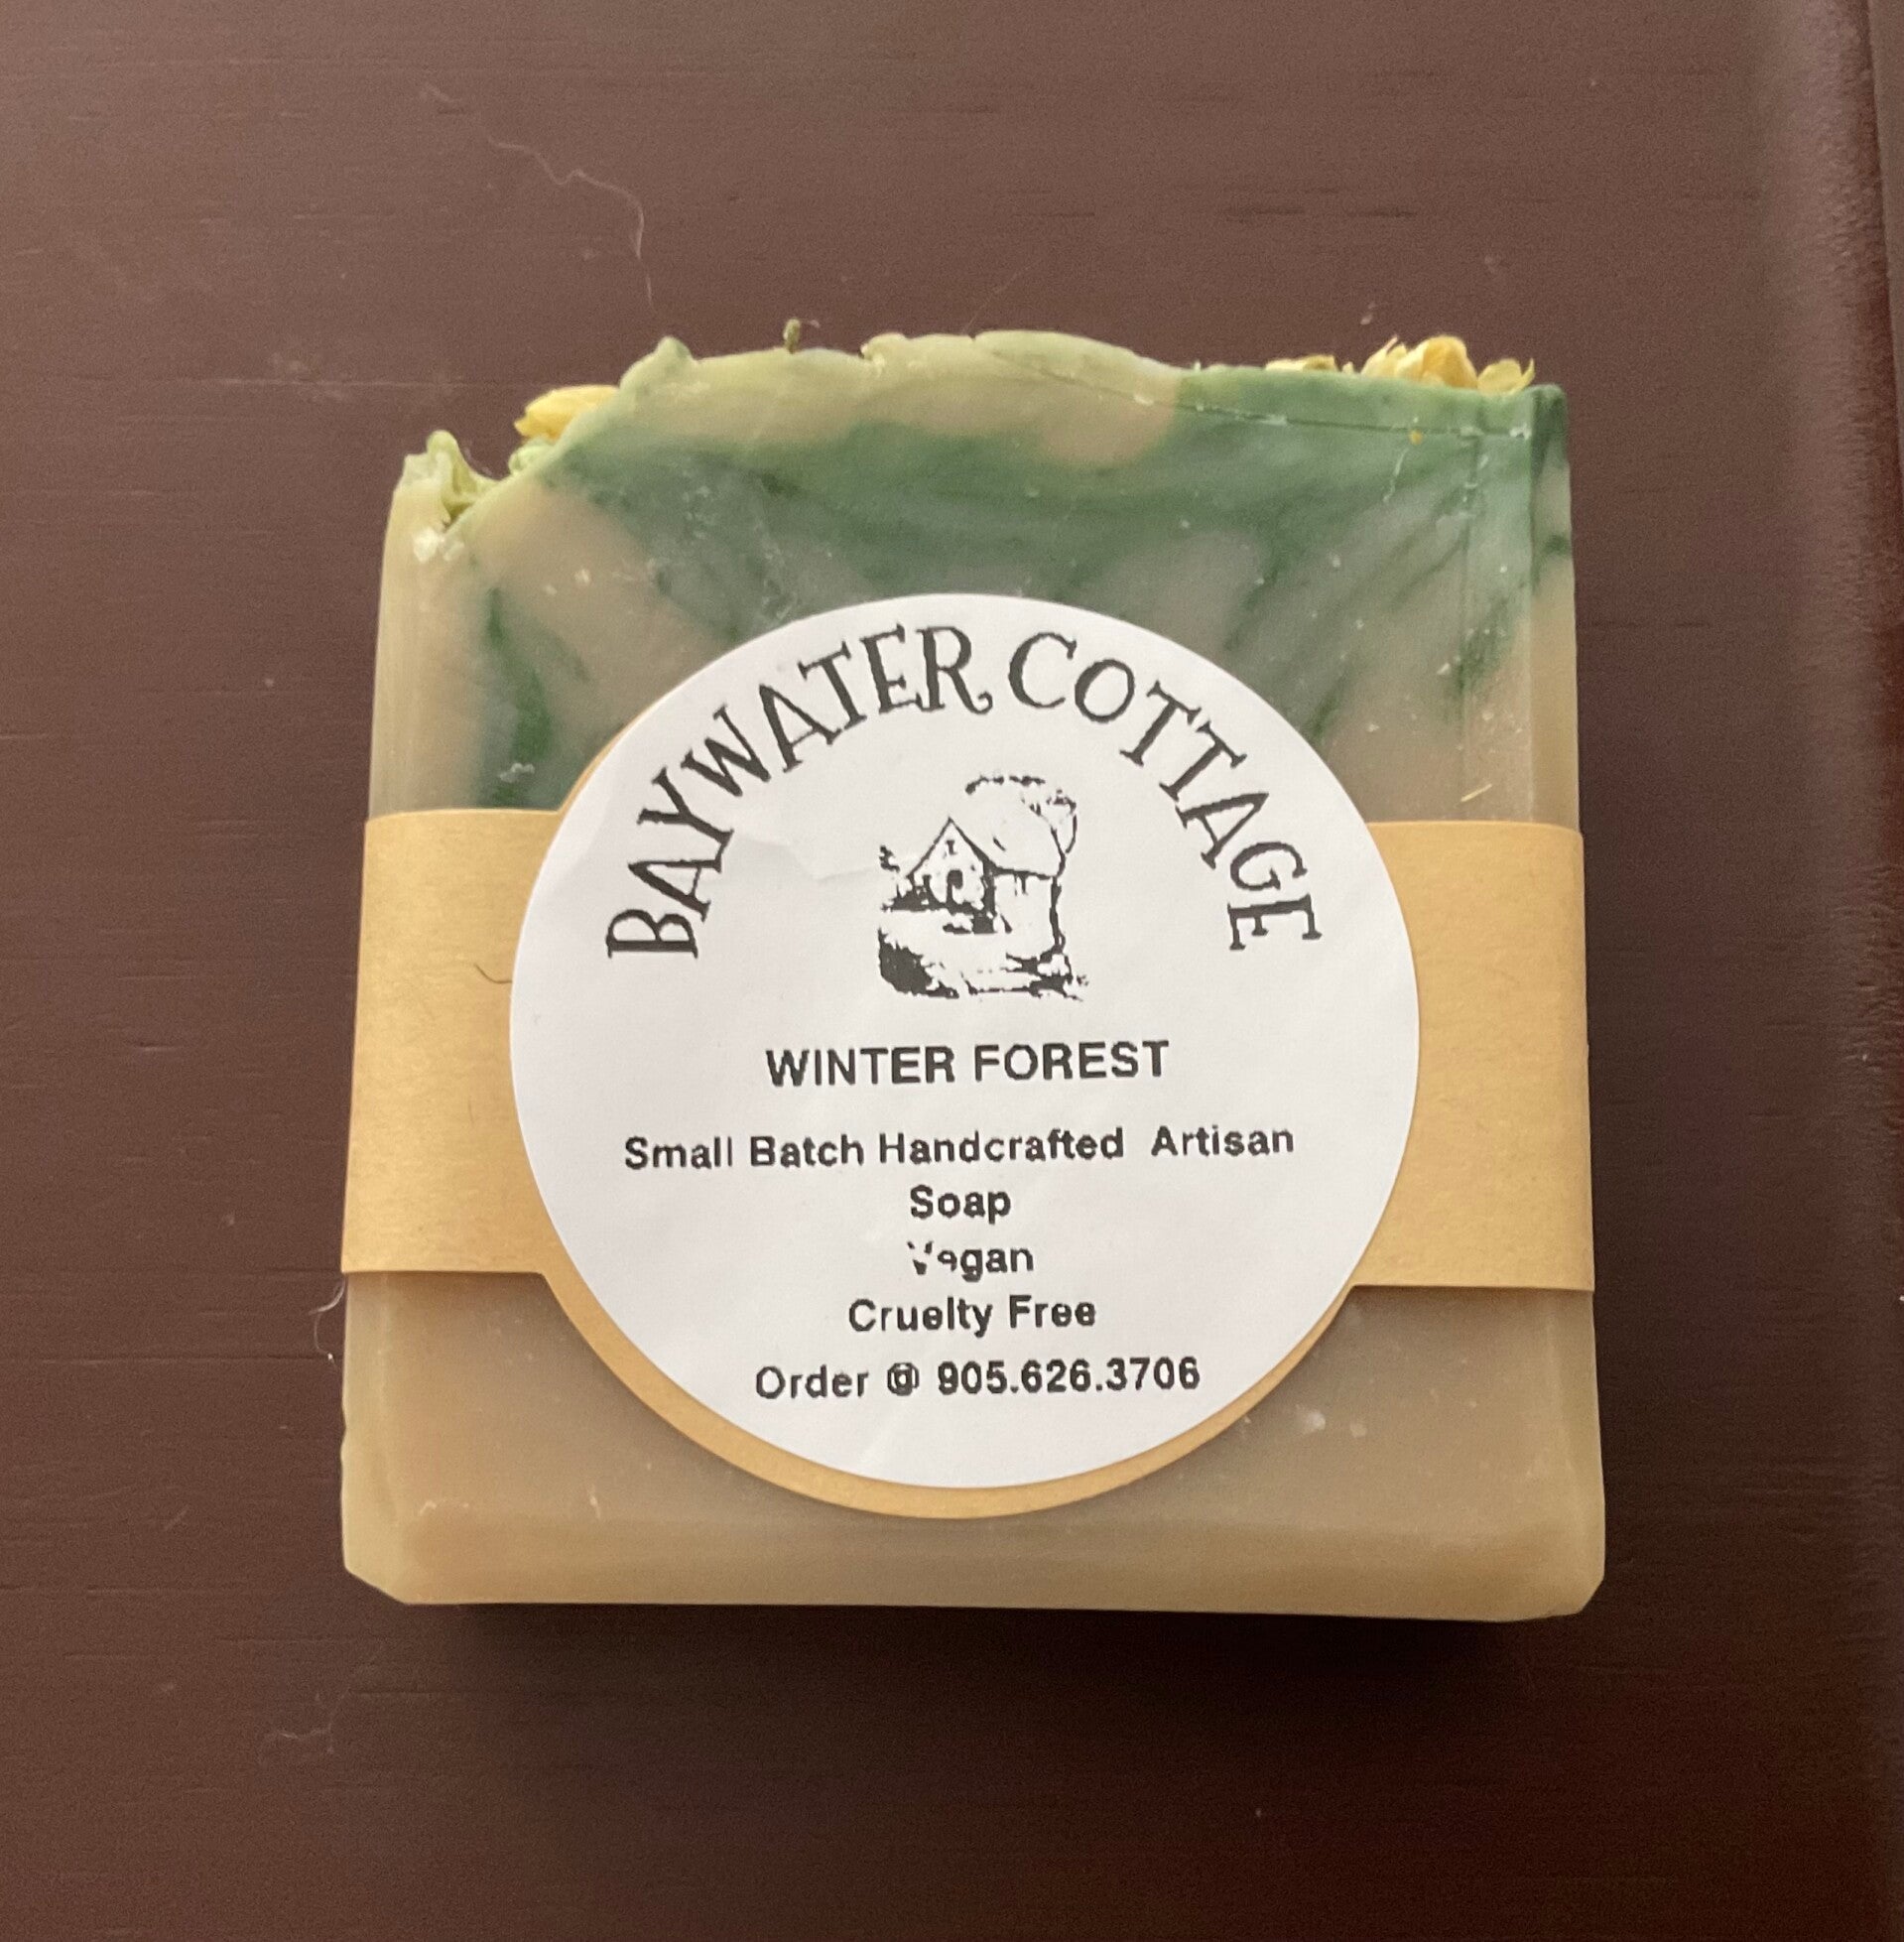 BAYWATER COTTAGE
WINTER FOREST
Small Batch Handcrafted Artisan
Soap
Vegan
Cruelty Free
Order @ 905.626.3706